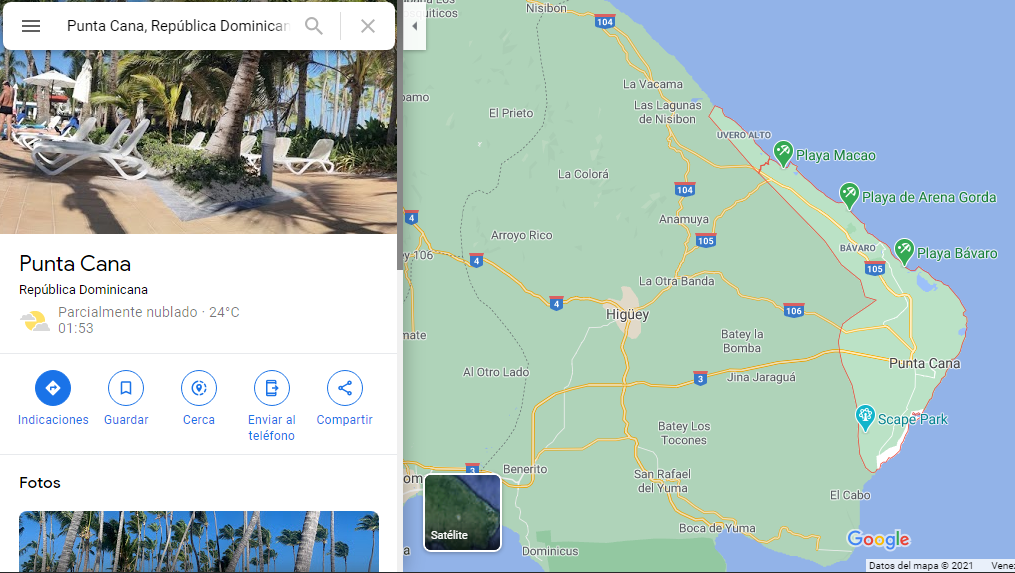 Punta Cana, República Dominicana
Punta Cana
República Dominicana
Parcialmente nublado · 24°C
01:53
Indicaciones
Guardar
Cerca
Enviar al
teléfono
Compartir
Fotos
Satélite
Nisibon
104
La Vacama
Las Lagunas
de Nisibon
El Prieto
UVERO ALTO
Playa Macao
La Colorá
104
Playa de Arena Gorda
4
Anamuya
Arroyo Rico
105
BÁVARO
Playa Bávaro
106
4
105
La Otra Banda
4
106
Higüey
Batey la
Bomba
Punta Cana
Al Otro Lado
3
Jina Jaraguá
Scape Park
Batey Los
Tocones
3
Benerito
San Rafael
del Yuma
El Cabo
Boca de Yuma
Google
Dominicus
Datos del mapa © 2021